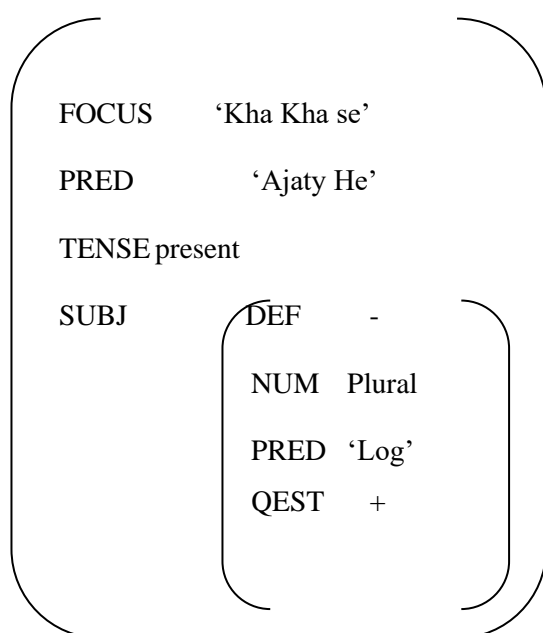 FOCUS ‘Kha Kha se’
PRED ‘Ajaty He’
TENSE present
SUBJ DEF -
NUM Plural
PRED ‘Log’
QEST +